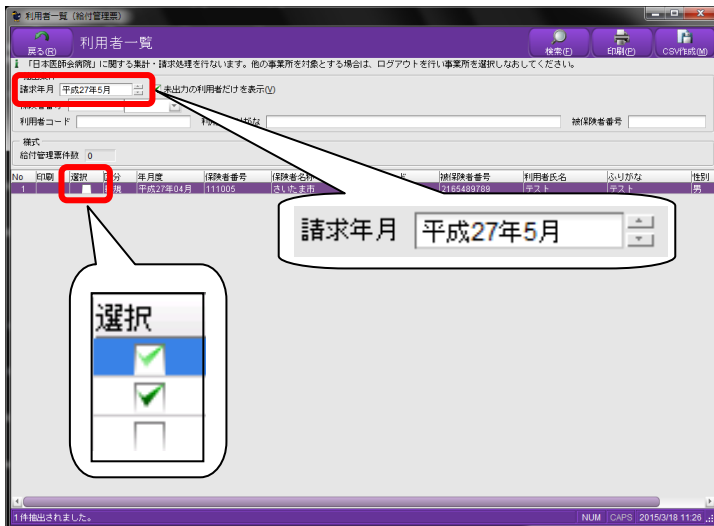 利用者一覧（給付管理票）
戻る(R) 利用者一覧 検索(F) 印刷(P) CSV作成(M)
「日本医師会病院」に関する集計・請求処理を行ないます。他の事業所を対象とする場合は、ログアウトを行い事業所を選択しなおしてください。
請求年月 平成27年5月 未出力の利用者だけを表示(V)
利用者コード 被保険者番号
様式
給付管理票件数 0
No 印刷 選択 区分 年月度 保険者番号 保険者名称 被保険者番号 利用者氏名 ふりがな 性別
1 新規 平成27年04月 111005 さいたま市 2165489789 テスト テスト 男
請求年月 平成27年5月
選択
1件抽出されました。 NUM CAPS 2015/3/18 11:26